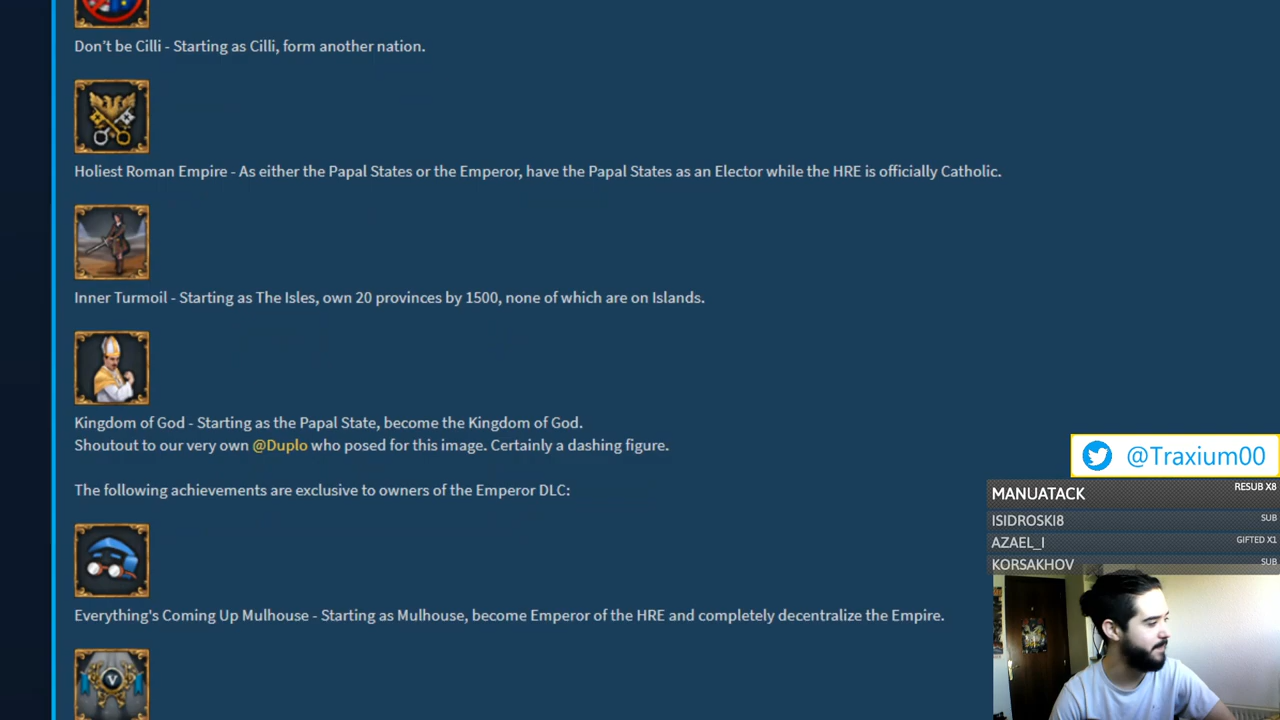 Don't be Cilli - Starting as Cilli, form another nation.
Holiest Roman Empire - As either the Papal States or the Emperor, have the Papal States as an Elector while the HRE is officially Catholic.
Inner Turmoil - Starting as The Isles, own 20 provinces by 1500, none of which are on Islands.
Kingdom of God - Starting as the Papal State, become the Kingdom of God.
Shoutout to our very own @Duplo who posed for this image. Certainly a dashing figure.
The following achievements are exclusive to owners of the Emperor DLC:
Everything's Coming Up Mulhouse - Starting as Mulhouse, become Emperor of the HRE and completely decentralize the Empire.
V
@Traxium00
MANUATACK RESUB X8
ISIDROSKI8 SUB
AZAEL_I GIFTED X1
KORSAKHOV SUB